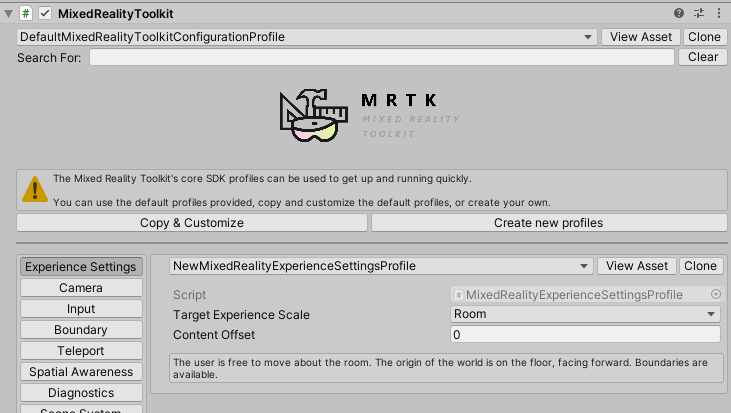 MixedRealityToolkit
DefaultMixedRealityToolkitConfigurationProfile View Asset Clone
Search For: Clear
MRTK
MIXED REALITY
TOOLKIT
The Mixed Reality Toolkit's core SDK profiles can be used to get up and running quickly.
You can use the default profiles provided, copy and customize the default profiles, or create your own.
Copy & Customize Create new profiles
Experience Settings NewMixedRealityExperienceSettingsProfile View Asset Clone
Camera
Script MixedRealityExperienceSettingsProfile
Input
Target Experience Scale Room
Boundary
Content Offset 0
Teleport
The user is free to move about the room. The origin of the world is on the floor, facing forward. Boundaries are
available.
Spatial Awareness
Diagnostics
Scene System